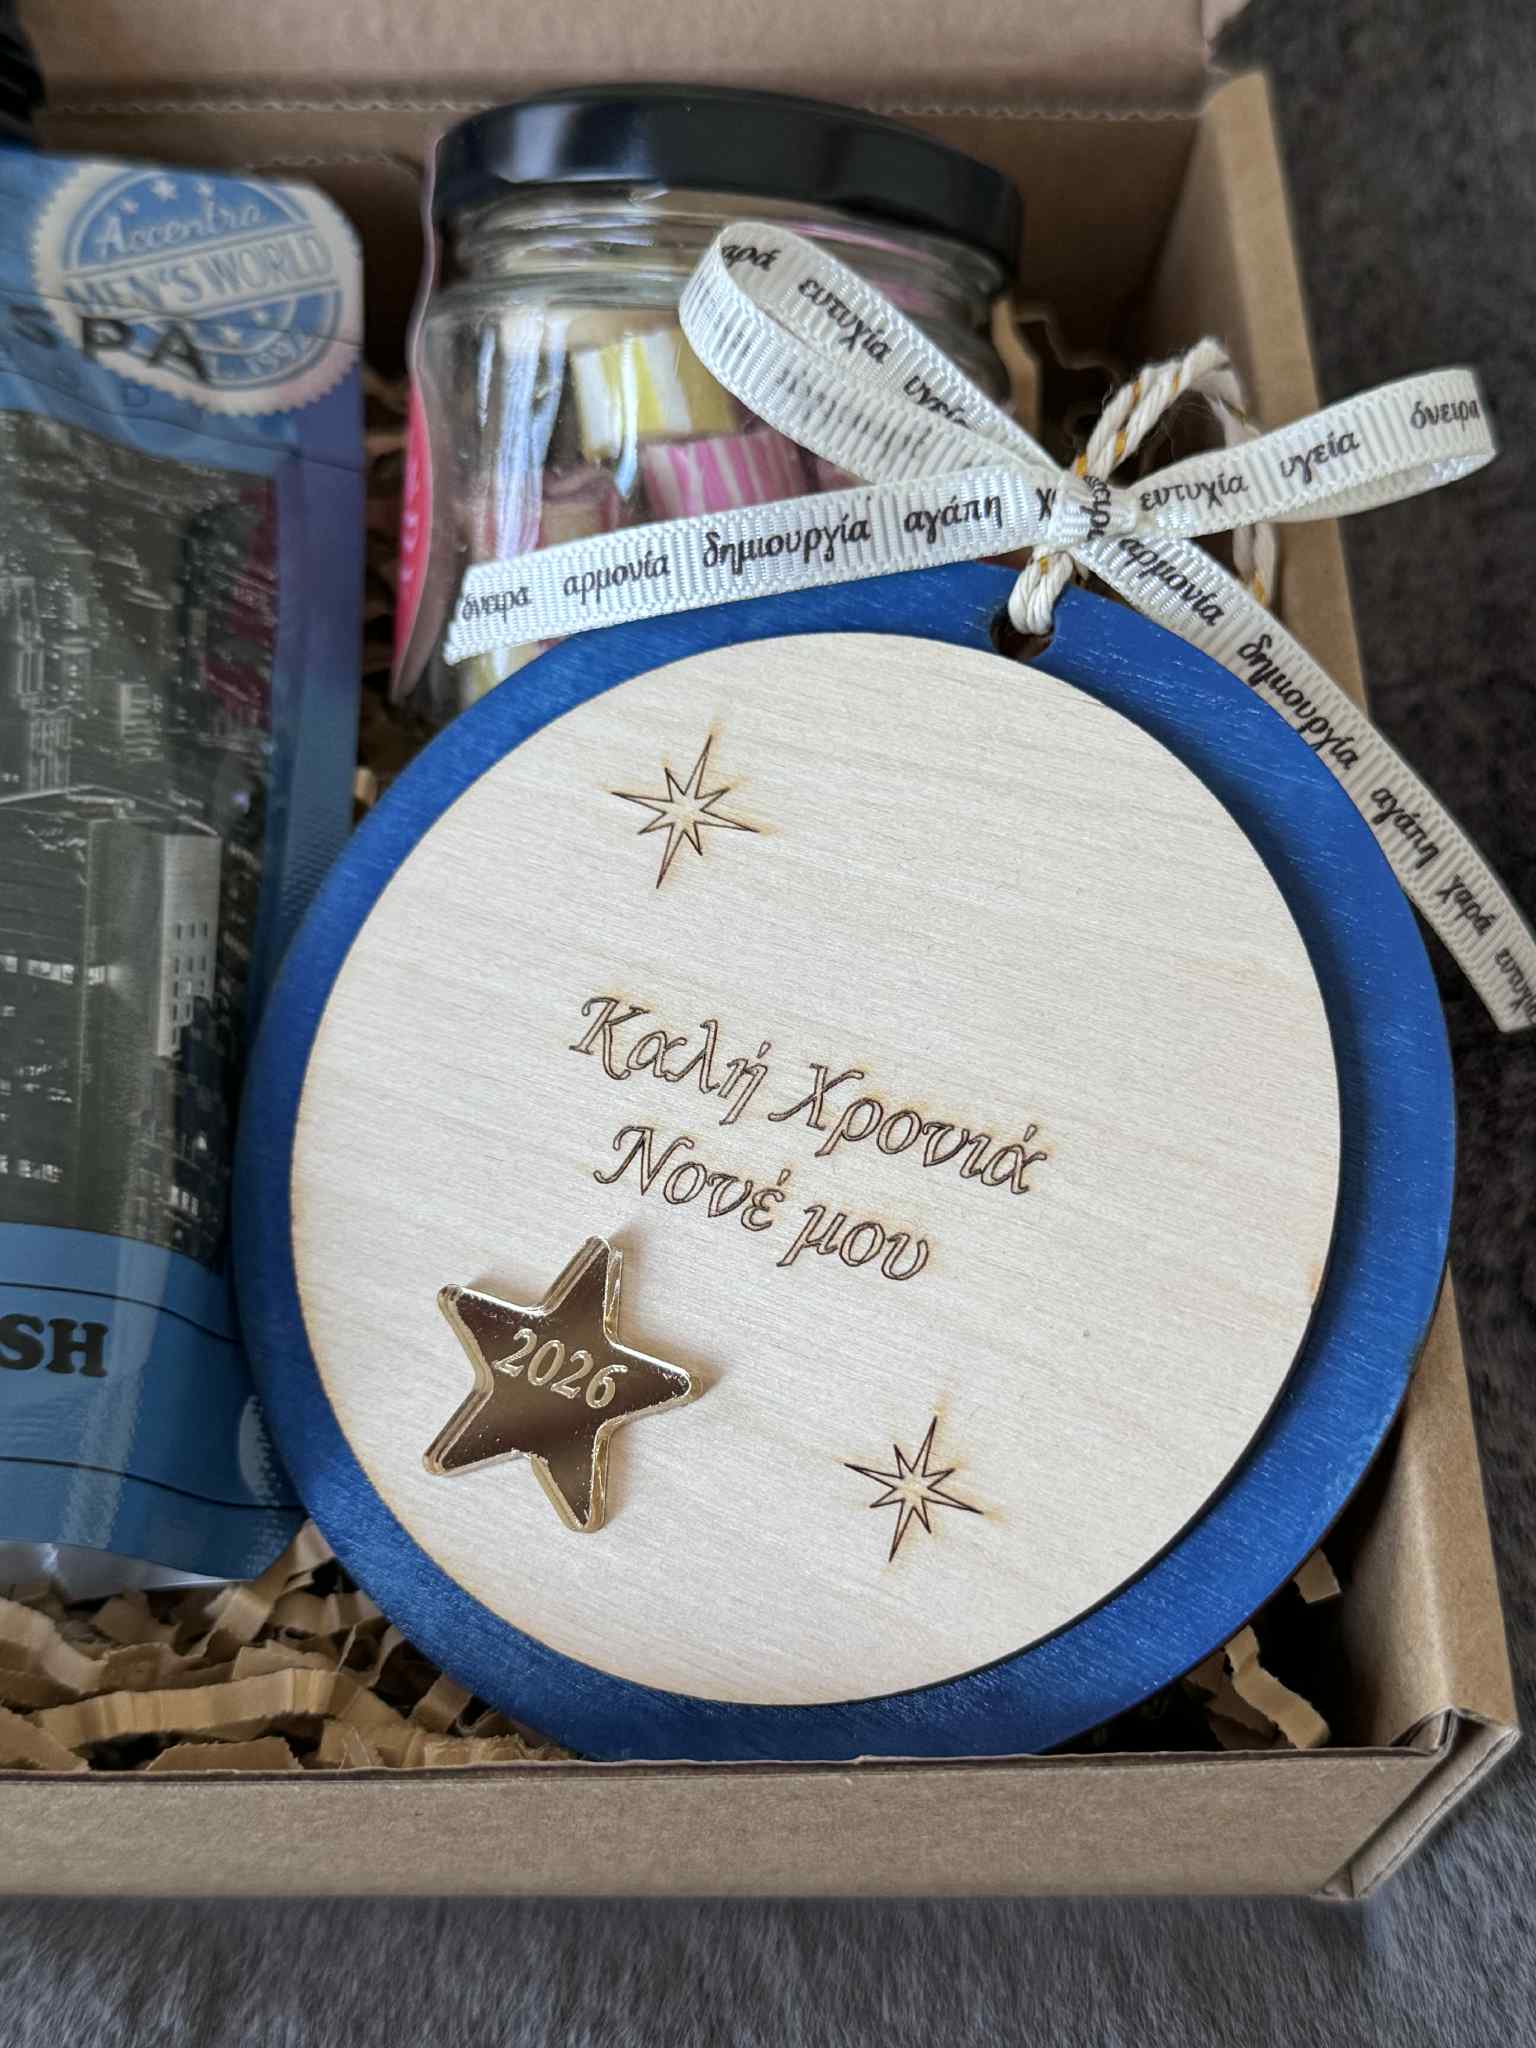 Accentra
MEN'S WORLD
SPA
SH
χαρά ευτυχία υγεία
όνειρα αρμονία δημιουργία αγάπη
ευτυχία υγεία όνειρα
αρμονία δημιουργία αγάπη χαρά
Καλή Χρονιά
Νονέ μου
2026